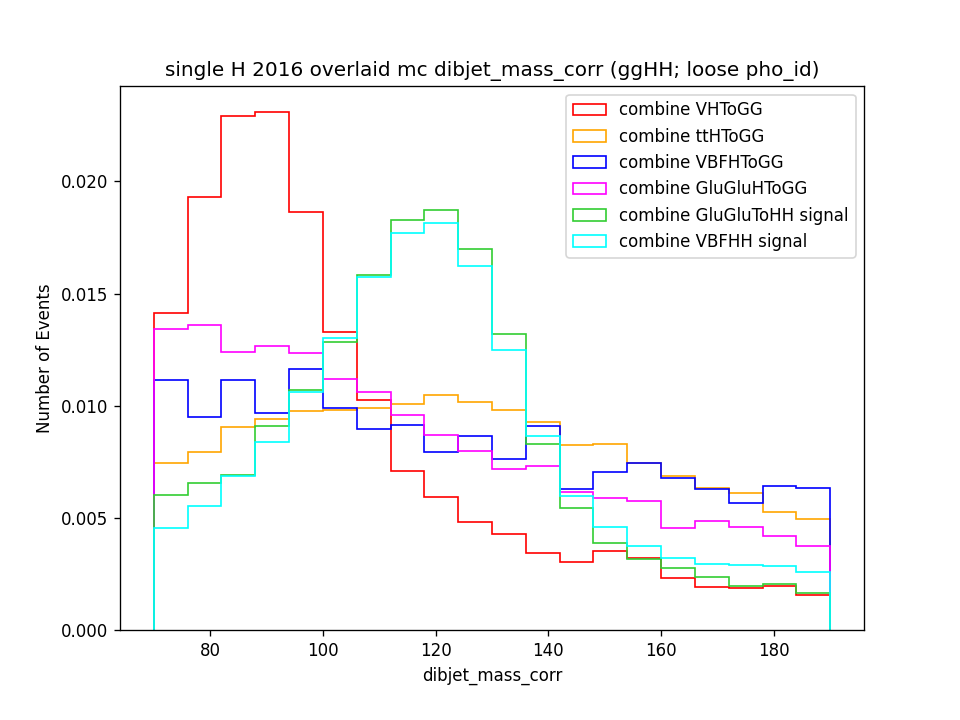 single H 2016 overlaid mc dibjet_mass_corr (ggHH; loose pho_id)
combine VHToGG
combine ttHToGG
combine VBFHToGG
combine GluGluHToGG
combine GluGluToHH signal
combine VBFHH signal
Number of Events
0.020
0.015
0.010
0.005
0.000
80 100 120 140 160 180
dibjet_mass_corr